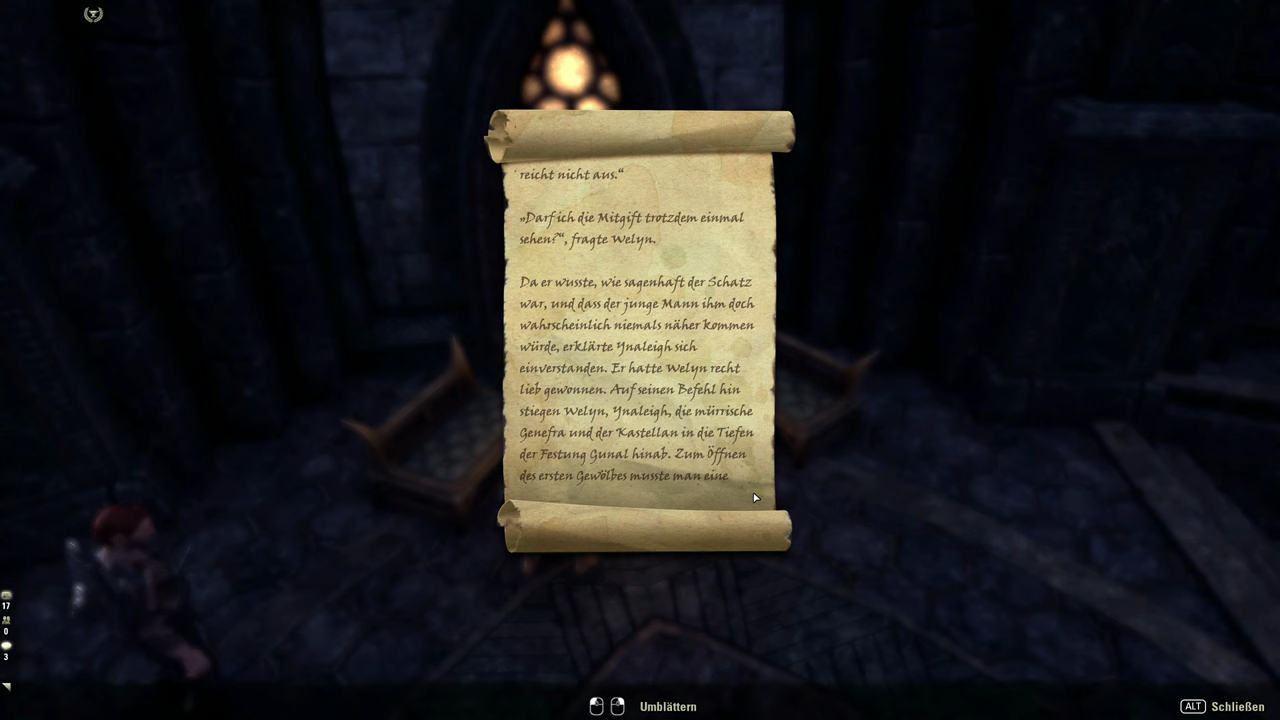 reicht nicht aus.“
„Darf ich die Mitgift trotzdem einmal
sehen?“, fragte Welyn.
Da er wusste, wie sagenhaft der Schatz
war, und dass der junge Mann ihm doch
wahrscheinlich niemals näher kommen
würde, erklärte Ynaleigh sich
einverstanden. Er hatte Welyn recht
lieb gewonnen. Auf seinen Befehl hin
stiegen Welyn, Ynaleigh, die mürrische
Genefra und der Kastellan in die Tiefen
der Festung Gunal hinab. Zum Öffnen
des ersten Gewölbes musste man eine
17
0
3
Umblättern
ALT Schließen